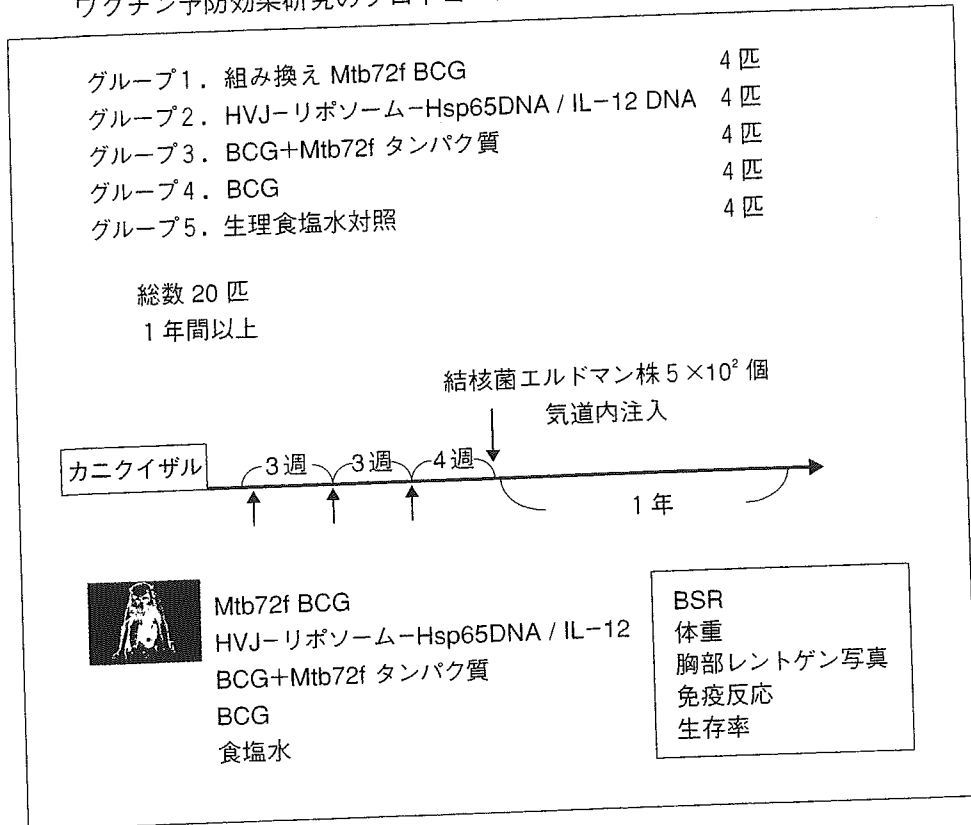 グループ1．組み換え Mtb72f BCG 4匹
グループ2．HVJ−リポソーム−Hsp65DNA / IL−12 DNA 4匹
グループ3．BCG+Mtb72f タンパク質 4匹
グループ4．BCG 4匹
グループ5．生理食塩水対照 4匹
総数 20 匹
1年間以上
結核菌エルドマン株 5×10² 個
気道内注入
カニクイザル
3週 3週 4週
1年
Mtb72f BCG
HVJ−リポソーム−Hsp65DNA / IL−12
BCG+Mtb72f タンパク質
BCG
食塩水
BSR
体重
胸部レントゲン写真
免疫反応
生存率